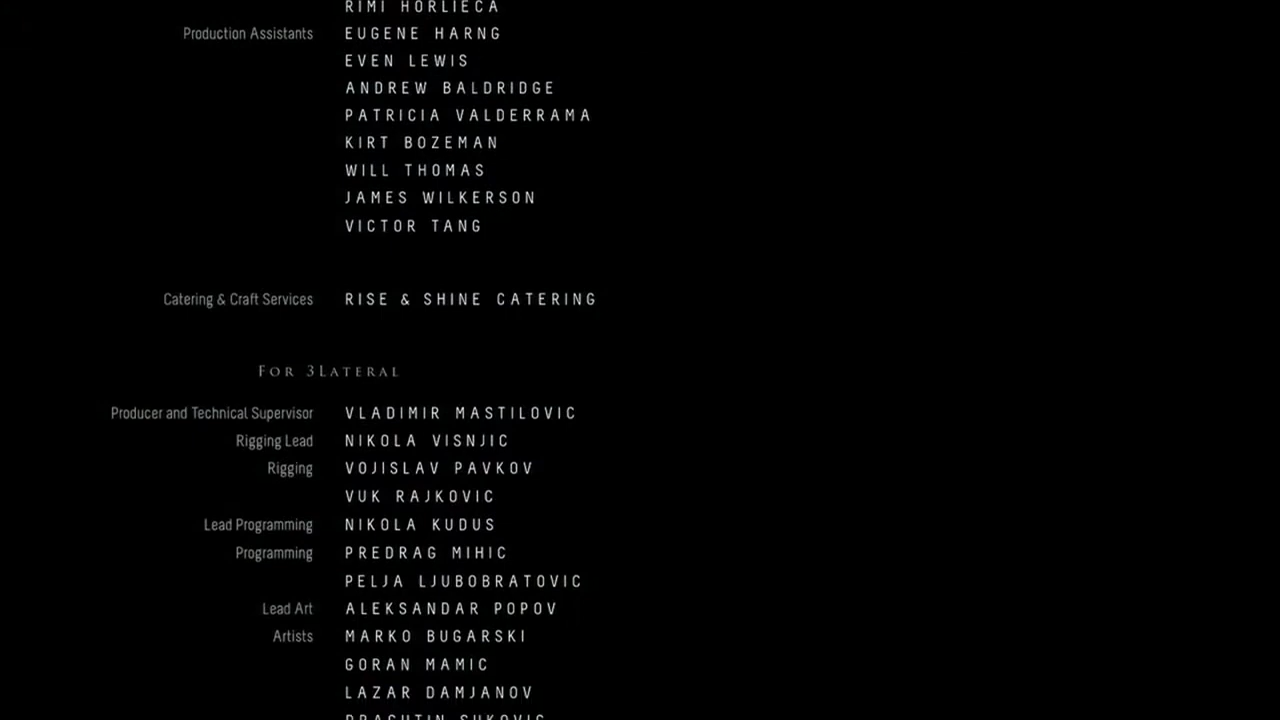 RIMI HORLIECA
Production Assistants EUGENE HARNG
EVEN LEWIS
ANDREW BALDRIDGE
PATRICIA VALDERRAMA
KIRT BOZEMAN
WILL THOMAS
JAMES WILKERSON
VICTOR TANG
Catering & Craft Services RISE & SHINE CATERING
FOR 3LATERAL
Producer and Technical Supervisor VLADIMIR MASTILOVIC
Rigging Lead NIKOLA VISNJIC
Rigging VOJISLAV PAVKOV
VUK RAJKOVIC
Lead Programming NIKOLA KUDUS
Programming PREDRAG MIHIC
PELJA LJUBOBRATOVIC
Lead Art ALEKSANDAR POPOV
Artists MARKO BUGARSKI
GORAN MAMIC
LAZAR DAMJANOV